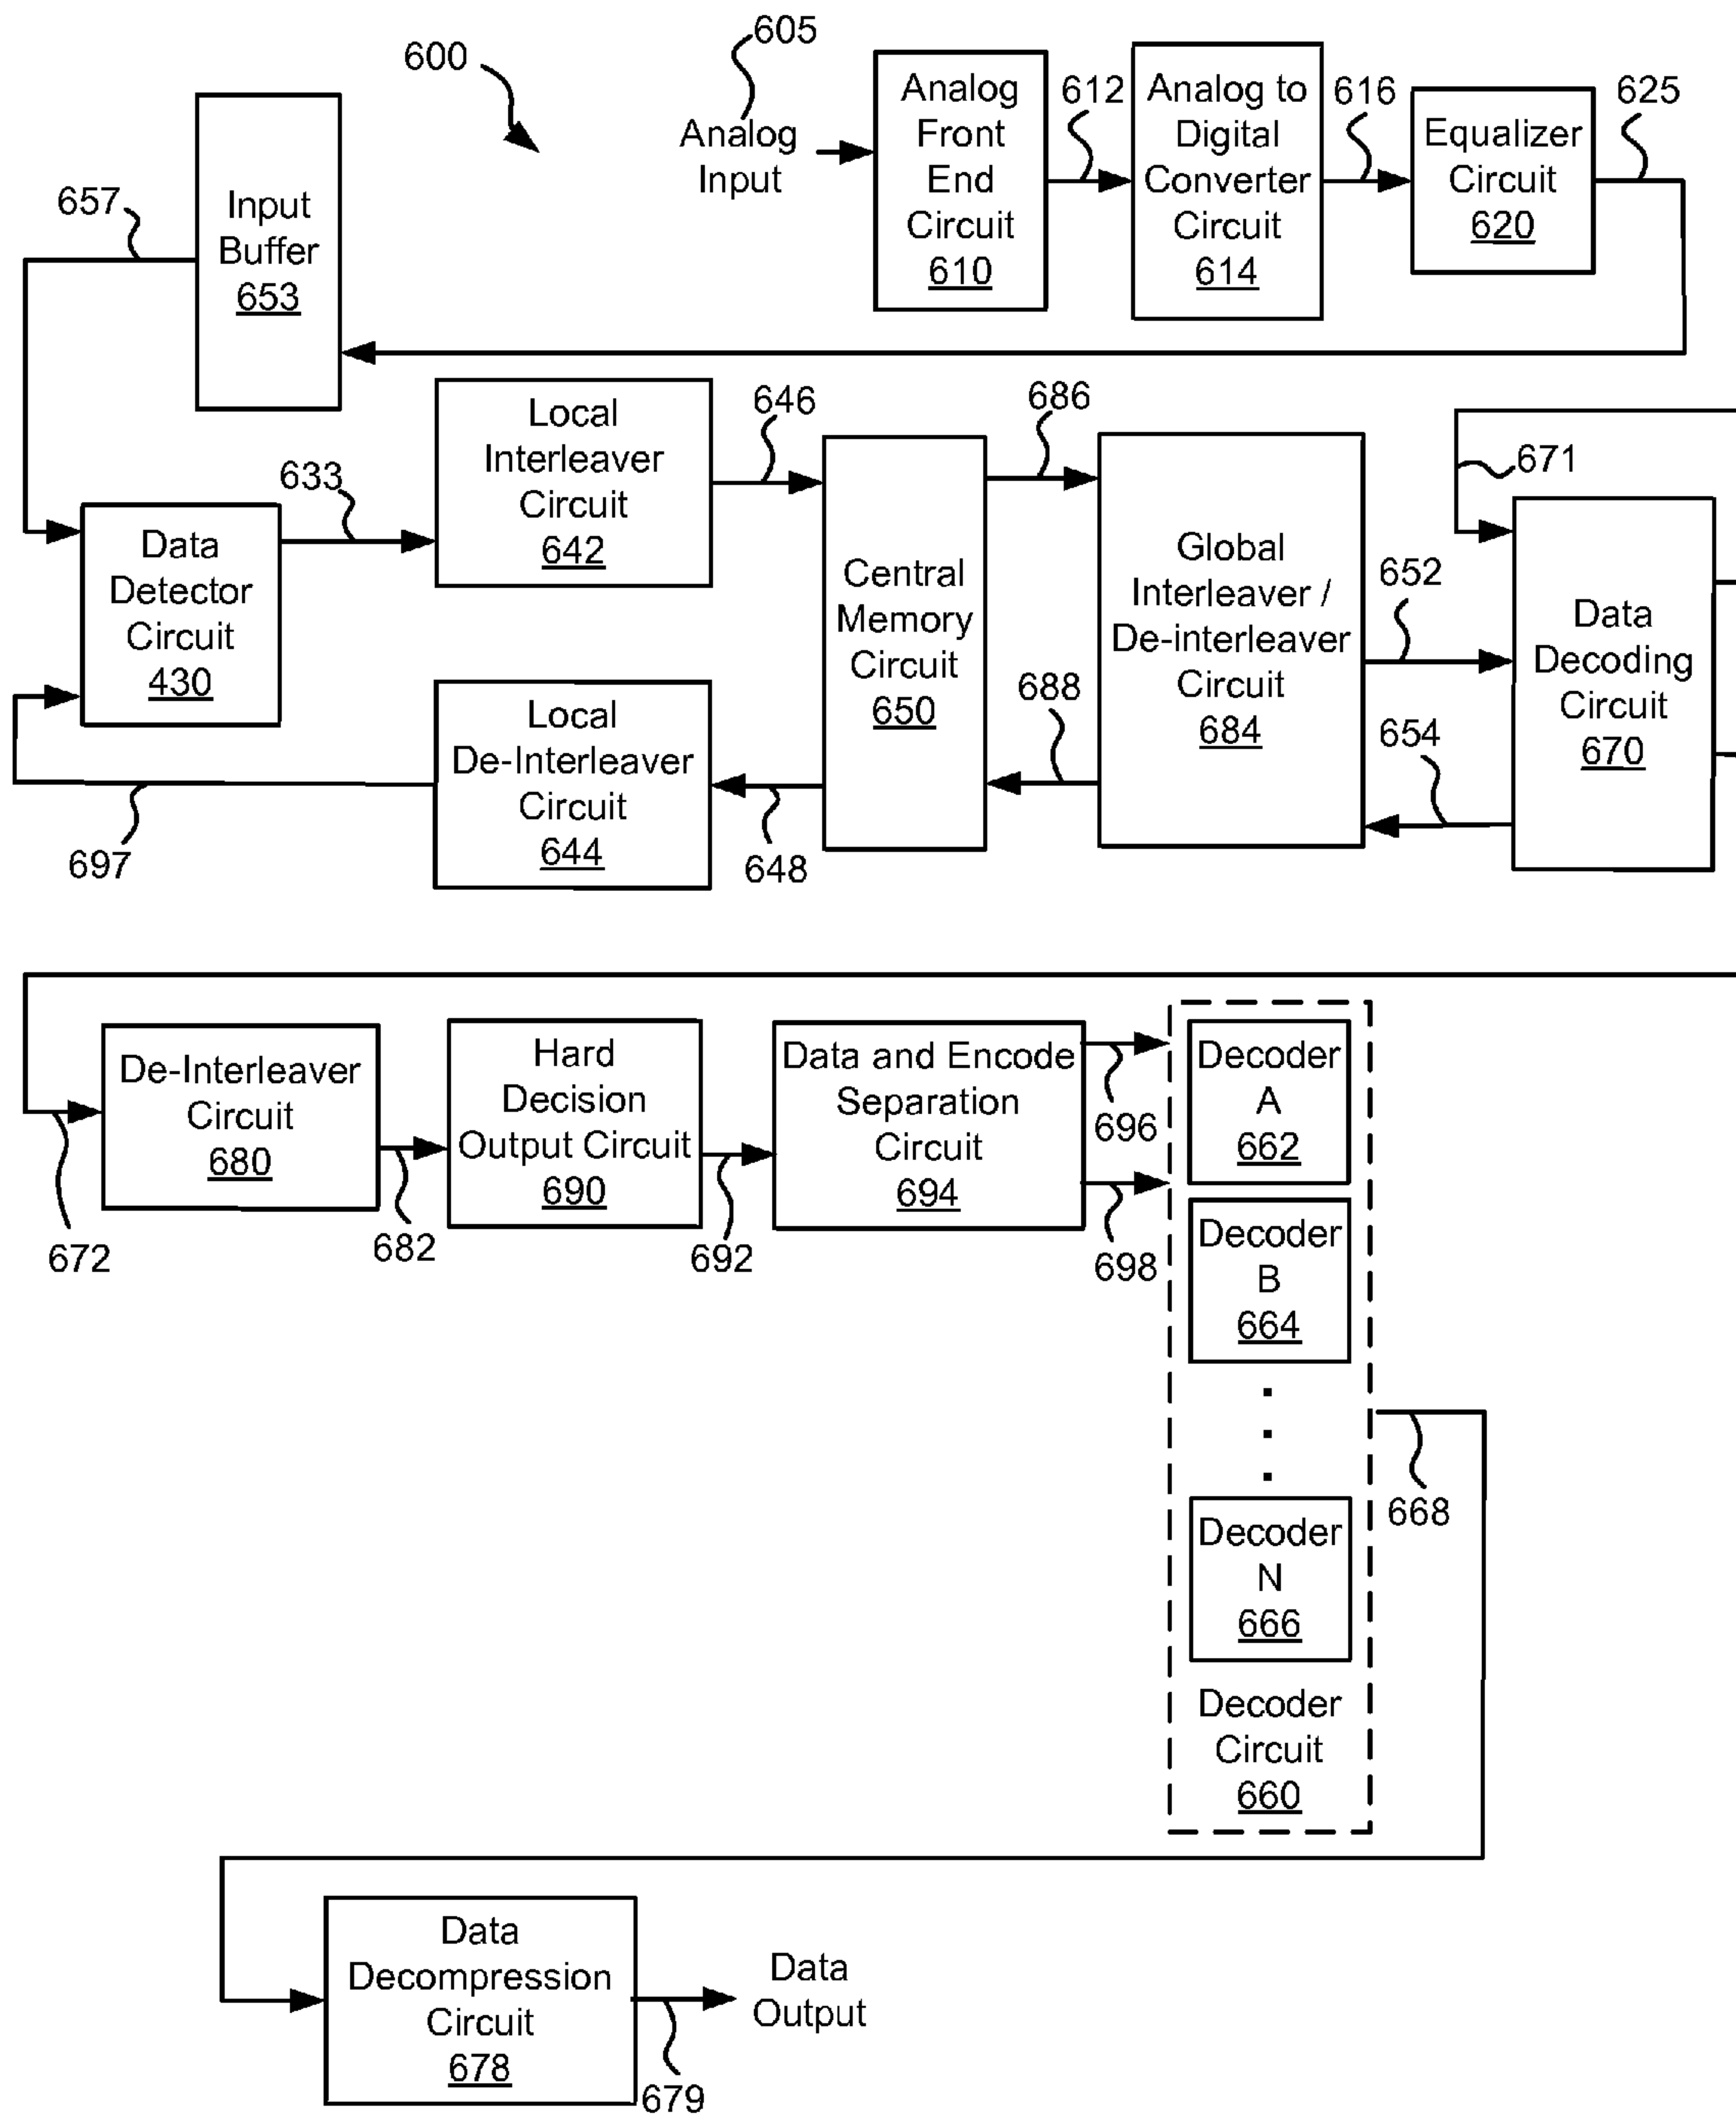 600
605
Analog
Input
Analog
Front
End
Circuit
610
612
Analog to
Digital
Converter
Circuit
614
616
Equalizer
Circuit
620
625
657
Input
Buffer
653
633
Data
Detector
Circuit
430
697
Local
Interleaver
Circuit
642
646
Local
De-Interleaver
Circuit
644
648
Central
Memory
Circuit
650
686
688
Global
Interleaver /
De-interleaver
Circuit
684
652
654
671
Data
Decoding
Circuit
670
672
De-Interleaver
Circuit
680
682
Hard
Decision
Output Circuit
690
692
Data and Encode
Separation
Circuit
694
696
698
Decoder
A
662
Decoder
B
664
Decoder
N
666
Decoder
Circuit
660
668
Data
Decompression
Circuit
678
679
Data
Output